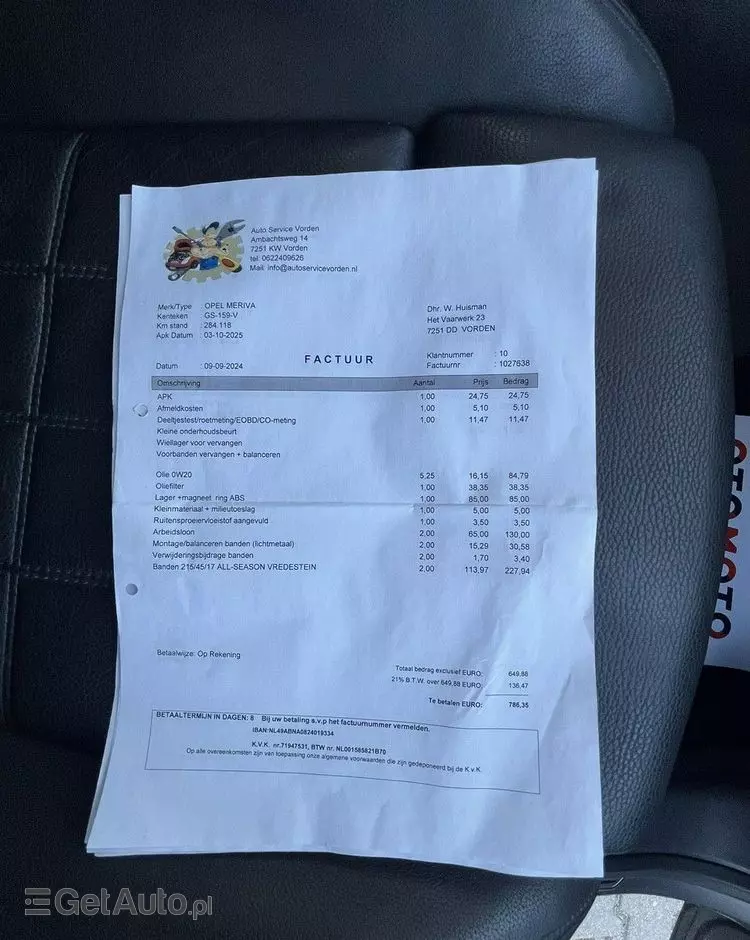 Auto Service Vorden
Ambachtsweg 14
7251 KW Vorden
tel: 0622409626
Mail: info@autoservicevorden.nl
Merk/Type : OPEL MERIVA
Kenteken : GS-159-V
Km stand : 284.118
Apk Datum : 03-10-2025
Dhr. W. Huisman
Het Vaarwerk 23
7251 DD VORDEN
FACTUUR
Datum : 09-09-2024
Klantnummer : 10
Factuurnr : 1027638
Omschrijving Aantal Prijs Bedrag
APK 1,00 24,75 24,75
Afmeldkosten 1,00 5,10 5,10
Deeltjestest/roetmeting/EOBD/CO-meting 1,00 11,47 11,47
Kleine onderhoudsbeurt
Wiellager voor vervangen
Voorbanden vervangen + balanceren
Olie 0W20 5,25 16,15 84,79
Oliefilter 1,00 38,35 38,35
Lager +magneet ring ABS 1,00 85,00 85,00
Kleinmateriaal + milieutoeslag 1,00 5,00 5,00
Ruitensproeiervloeistof aangevuld 1,00 3,50 3,50
Arbeidsloon 2,00 65,00 130,00
Montage/balanceren banden (lichtmetaal) 2,00 15,29 30,58
Verwijderingsbijdrage banden 2,00 1,70 3,40
Banden 215/45/17 ALL-SEASON VREDESTEIN 2,00 113,97 227,94
Betaalwijze: Op Rekening
Totaal bedrag exclusief EURO: 649,88
21% B.T.W. over 649,88 EURO: 136,47
Te betalen EURO: 786,35
BETAALTERMIJN IN DAGEN: 8 Bij uw betaling s.v.p het factuurnummer vermelden.
IBAN:NL49ABNA0824019334
K.V.K. nr.71947531, BTW nr. NL001585821B70
Op alle overeenkomsten zijn van toepassing onze algemene voorwaarden die zijn gedeponeerd bij de K.v.K.
OTOMOTO
GetAuto.pl